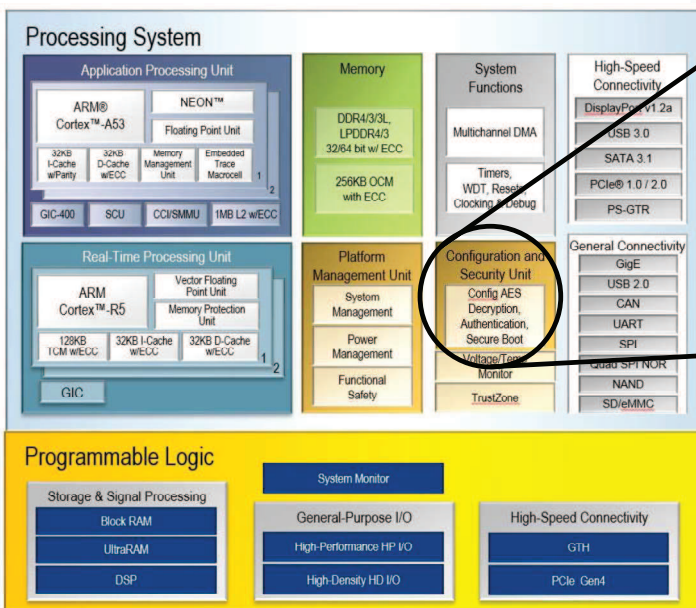 Processing System
Application Processing Unit
ARM®
Cortex™-A53
NEON™
Floating Point Unit
32KB
I-Cache
w/Parity
32KB
D-Cache
w/ECC
Memory
Management
Unit
Embedded
Trace
Macrocell
1
2
GIC-400
SCU
CCI/SMMU
1MB L2 w/ECC
Memory
DDR4/3/3L,
LPDDR4/3
32/64 bit w/ ECC
256KB OCM
with ECC
System
Functions
Multichannel DMA
Timers,
WDT, Resets,
Clocking & Debug
High-Speed
Connectivity
DisplayPort v1.2a
USB 3.0
SATA 3.1
PCIe® 1.0 / 2.0
PS-GTR
Real-Time Processing Unit
ARM
Cortex™-R5
Vector Floating
Point Unit
Memory Protection
Unit
128KB
TCM w/ECC
32KB I-Cache
w/ECC
32KB D-Cache
w/ECC
1
2
GIC
Platform
Management Unit
System
Management
Power
Management
Functional
Safety
Configuration and
Security Unit
Config AES
Decryption,
Authentication,
Secure Boot
Voltage/Temp
Monitor
TrustZone
General Connectivity
GigE
USB 2.0
CAN
UART
SPI
Quad SPI NOR
NAND
SD/eMMC
Programmable Logic
Storage & Signal Processing
Block RAM
UltraRAM
DSP
System Monitor
General-Purpose I/O
High-Performance HP I/O
High-Density HD I/O
High-Speed Connectivity
GTH
PCIe Gen4